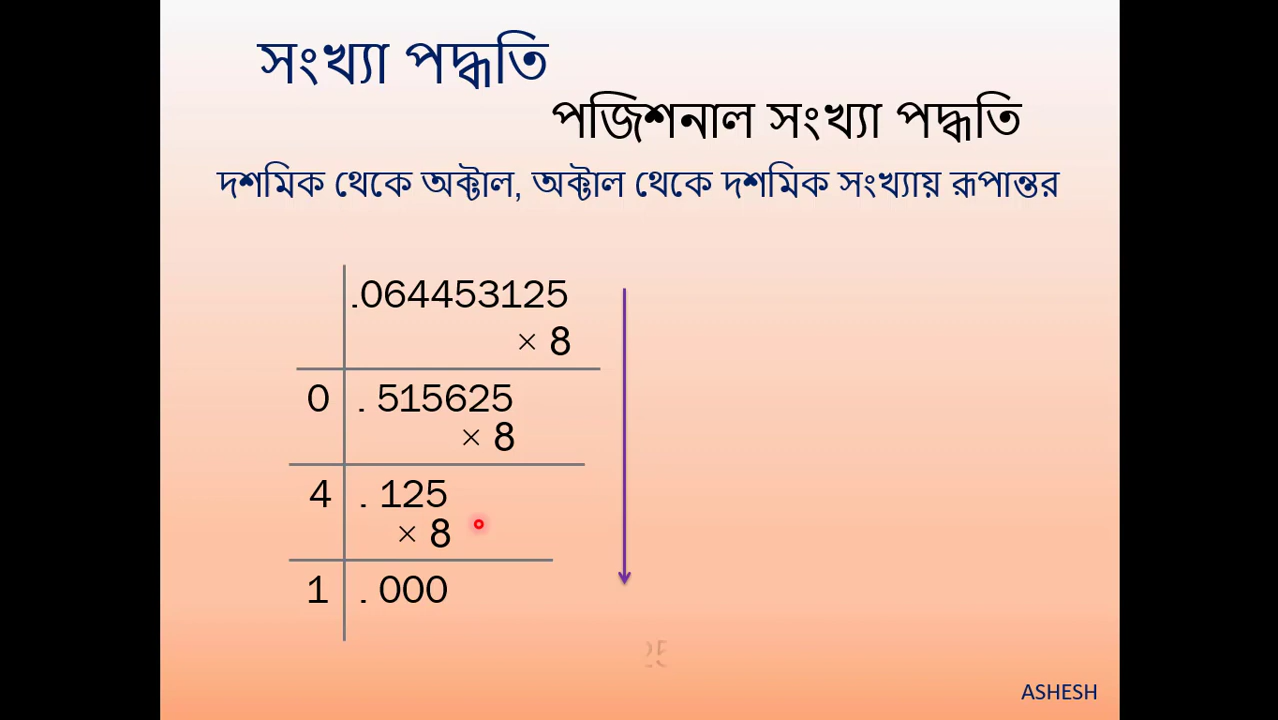 সংখ্যা পদ্ধতি
পজিশনাল সংখ্যা পদ্ধতি
দশমিক থেকে অক্টাল, অক্টাল থেকে দশমিক সংখ্যায় রূপান্তর
.064453125
× 8
0 . 515625
× 8
4 . 125
× 8
1 . 000
25
ASHESH